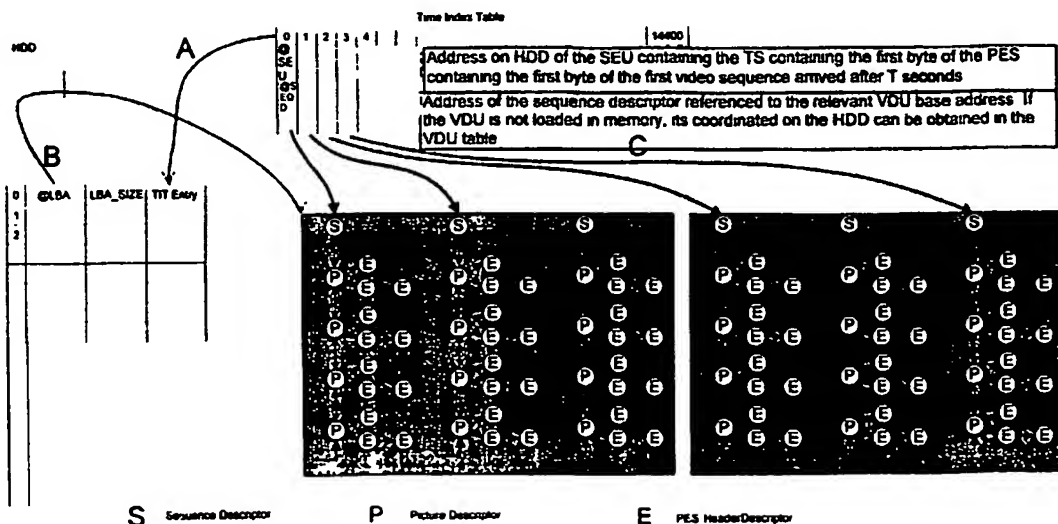 Time Index Table
HDD
A
0 1 2 3 4 14400
@
SE
U @S
EQ
D
Address on HDD of the SEU containing the TS containing the first byte of the PES
containing the first byte of the first video sequence arrived after T seconds
Address of the sequence descriptor referenced to the relevant VDU base address If
the VDU is not loaded in memory, its coordinated on the HDD can be obtained in the
VDU table
B
C
0 @LBA LBA_SIZE TIT Entry
1
2
S S S S S S
E E E E E E
P E E P E E P E E P E E P E E P E E
E E E E E E
P E E P E E P E E P E E P E E P E E
E E E E E E
P E E P E E P E E P E E P E E P E E
E E E E E E
P E E P E E P E E P E E P E E P E E
S Sequence Descriptor P Picture Descriptor E PES HeaderDescriptor